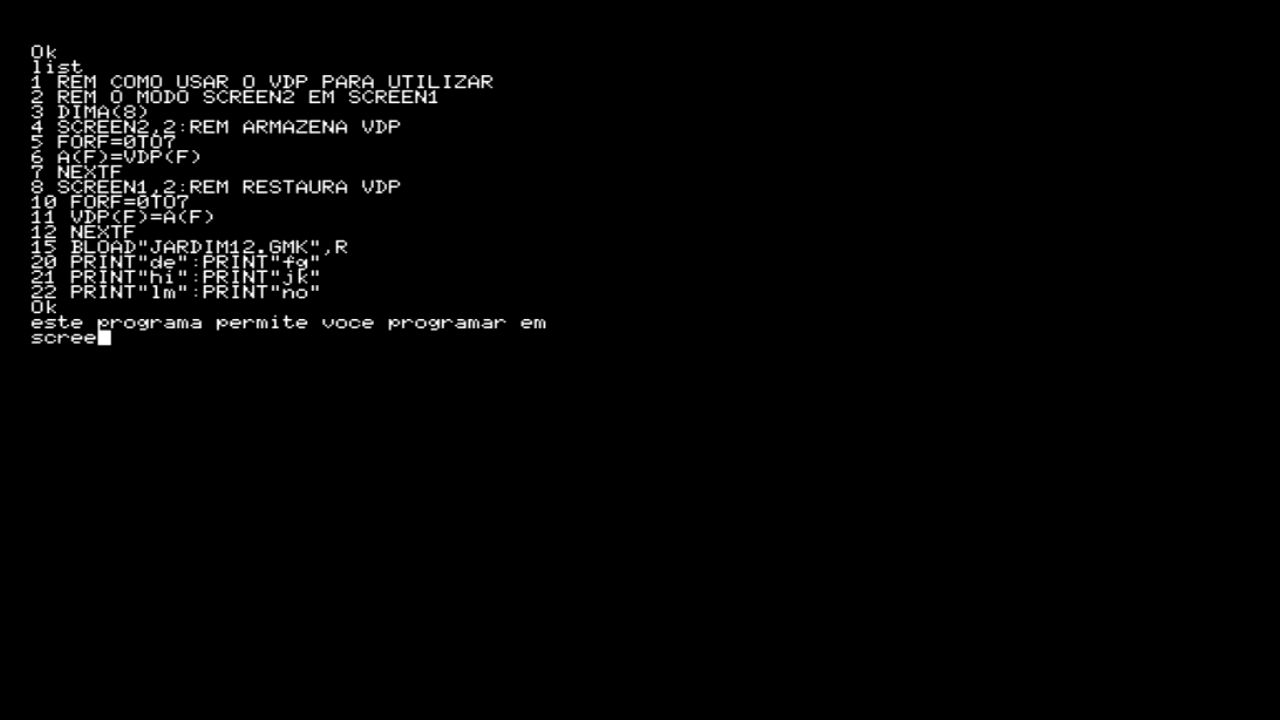 Ok
list
1 REM COMO USAR O VDP PARA UTILIZAR
2 REM O MODO SCREEN2 EM SCREEN1
3 DIMA(8)
4 SCREEN2,2:REM ARMAZENA VDP
5 FORF=0TO7
6 A(F)=VDP(F)
7 NEXTF
8 SCREEN1,2:REM RESTAURA VDP
10 FORF=0TO7
11 VDP(F)=A(F)
12 NEXTF
15 BLOAD"JARDIM12.GMK",R
20 PRINT"de":PRINT"fg"
21 PRINT"hi":PRINT"jk"
22 PRINT"lm":PRINT"no"
Ok
este programa permite voce programar em
scree